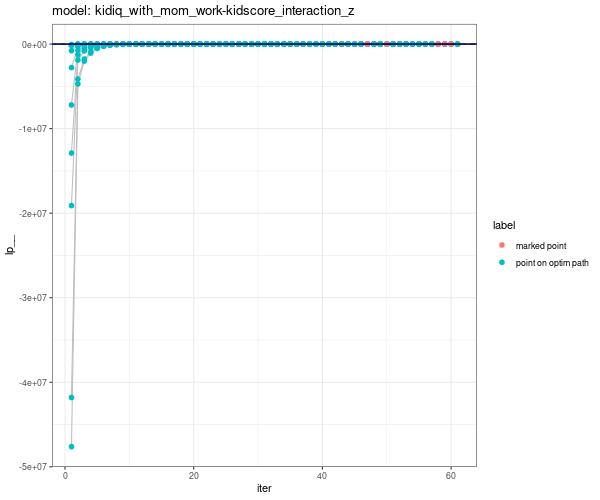 model: kidiq_with_mom_work-kidscore_interaction_z
0e+00
-1e+07
-2e+07
-3e+07
-4e+07
-5e+07
lp__
0
20
40
60
iter
label
marked point
point on optim path